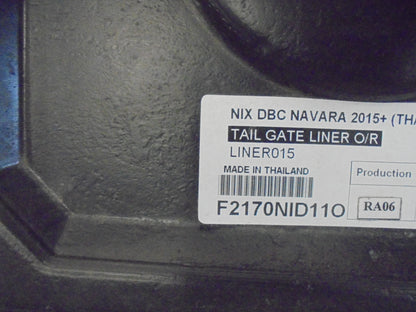 NIX DBC NAVARA 2015+ (THA
TAIL GATE LINER O/R
LINER015
MADE IN THAILAND
Production
F2170NID11O
RA06